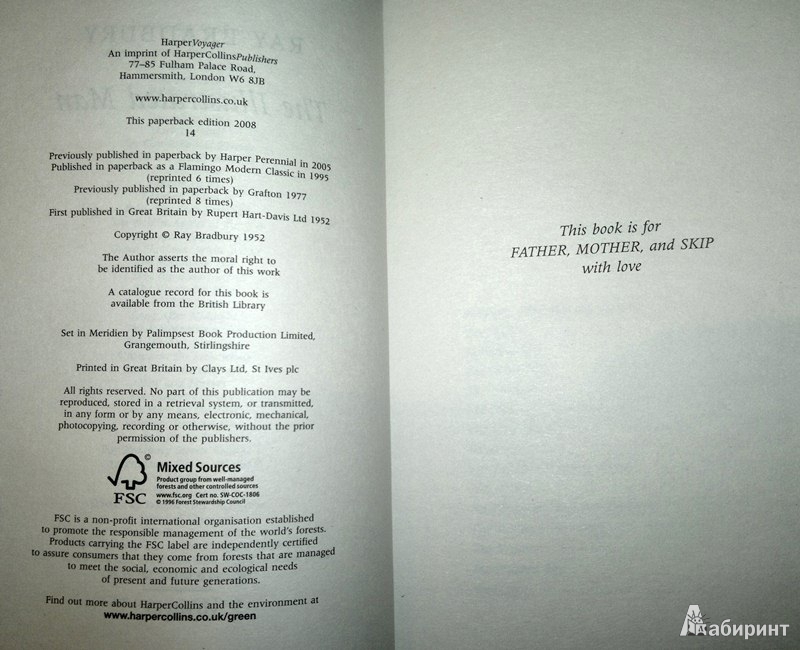 HarperVoyager
An imprint of HarperCollinsPublishers
77–85 Fulham Palace Road,
Hammersmith, London W6 8JB
www.harpercollins.co.uk
This paperback edition 2008
14
Previously published in paperback by Harper Perennial in 2005
Published in paperback as a Flamingo Modern Classic in 1995
(reprinted 6 times)
Previously published in paperback by Grafton 1977
(reprinted 8 times)
First published in Great Britain by Rupert Hart-Davis Ltd 1952
Copyright © Ray Bradbury 1952
The Author asserts the moral right to
be identified as the author of this work
A catalogue record for this book is
available from the British Library
Set in Meridien by Palimpsest Book Production Limited,
Grangemouth, Stirlingshire
Printed in Great Britain by Clays Ltd, St Ives plc
All rights reserved. No part of this publication may be
reproduced, stored in a retrieval system, or transmitted,
in any form or by any means, electronic, mechanical,
photocopying, recording or otherwise, without the prior
permission of the publishers.
©
FSC
Mixed Sources
Product group from well-managed
forests and other controlled sources
www.fsc.org Cert no. SW-COC-1806
© 1996 Forest Stewardship Council
FSC is a non-profit international organisation established
to promote the responsible management of the world's forests.
Products carrying the FSC label are independently certified
to assure consumers that they come from forests that are managed
to meet the social, economic and ecological needs
of present and future generations.
Find out more about HarperCollins and the environment at
www.harpercollins.co.uk/green
This book is for
FATHER, MOTHER, and SKIP
with love
Лабиринт